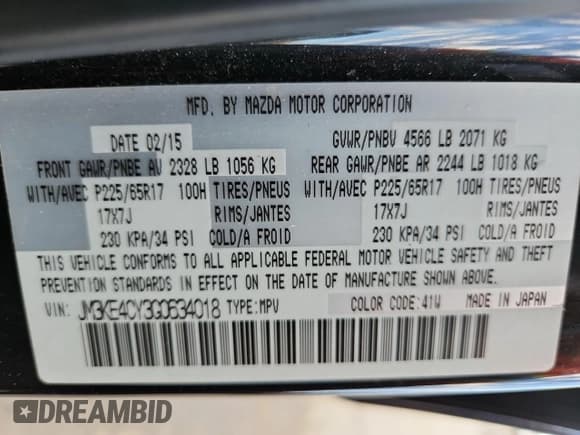 MFD. BY MAZDA MOTOR CORPORATION
DATE 02/15 GVWR/PNBV 4566 LB 2071 KG
FRONT GAWR/PNBE AV 2328 LB 1056 KG REAR GAWR/PNBE AR 2244 LB 1018 KG
WITH/AVEC P225/65R17 100H TIRES/PNEUS WITH/AVEC P225/65R17 100H TIRES/PNEUS
17X7J RIMS/JANTES 17X7J RIMS/JANTES
230 KPA/34 PSI COLD/A FROID 230 KPA/34 PSI COLD/A FROID
THIS VEHICLE CONFORMS TO ALL APPLICABLE FEDERAL MOTOR VEHICLE SAFETY AND THEFT
PREVENTION STANDARDS IN EFFECT ON THE DATE OF MANUFACTURE SHOWN ABOVE.
VIN: JM3KE4CY3G0634018 TYPE:MPV COLOR CODE:41W MADE IN JAPAN
DREAMBID